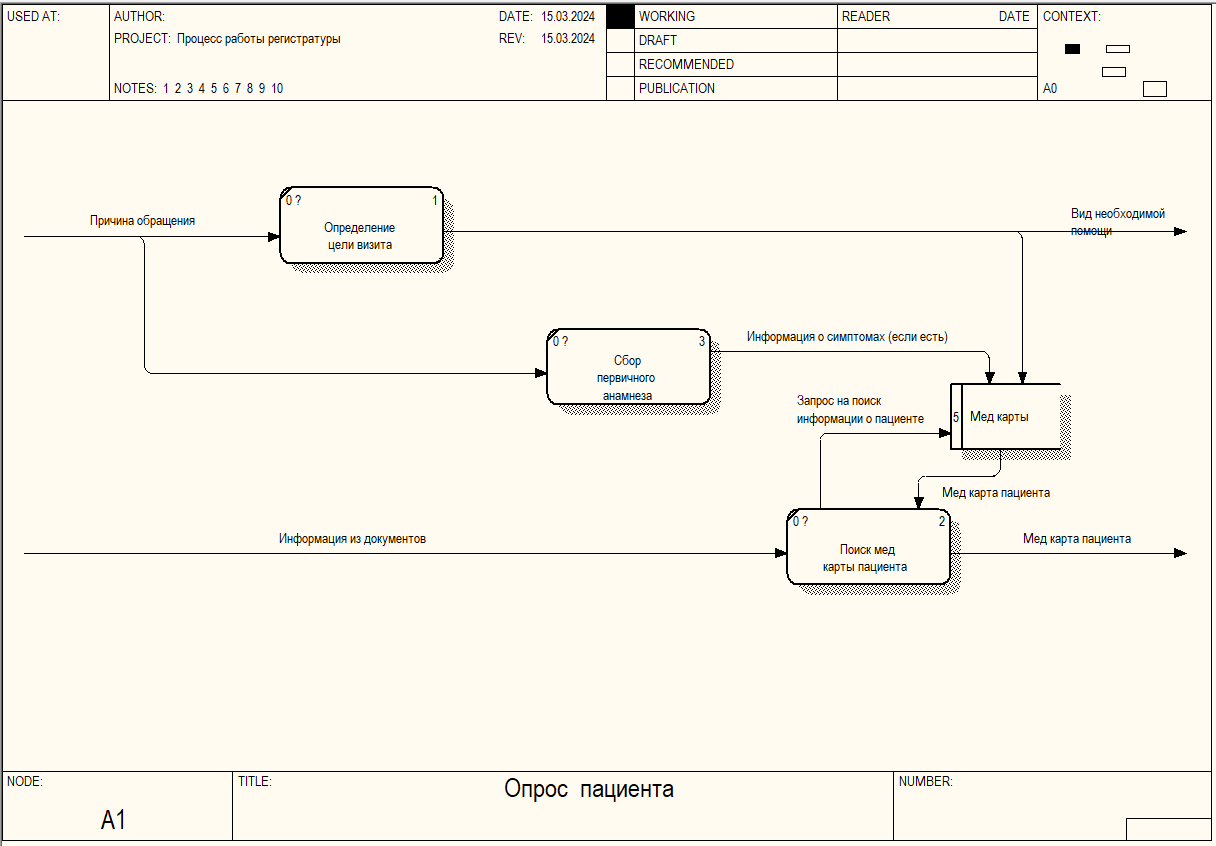 USED AT:
AUTHOR:
DATE: 15.03.2024
PROJECT: Процесс работы регистратуры
REV: 15.03.2024
NOTES: 1 2 3 4 5 6 7 8 9 10
WORKING
DRAFT
RECOMMENDED
PUBLICATION
READER
DATE
CONTEXT:
A0
Причина обращения
0 ?
1
Определение
цели визита
Вид необходимой
помощи
0 ?
3
Сбор
первичного
анамнеза
Информация о симптомах (если есть)
Запрос на поиск
информации о пациенте
5
Мед карты
Мед карта пациента
Информация из документов
0 ?
2
Поиск мед
карты пациента
Мед карта пациента
NODE:
A1
TITLE:
Опрос пациента
NUMBER: